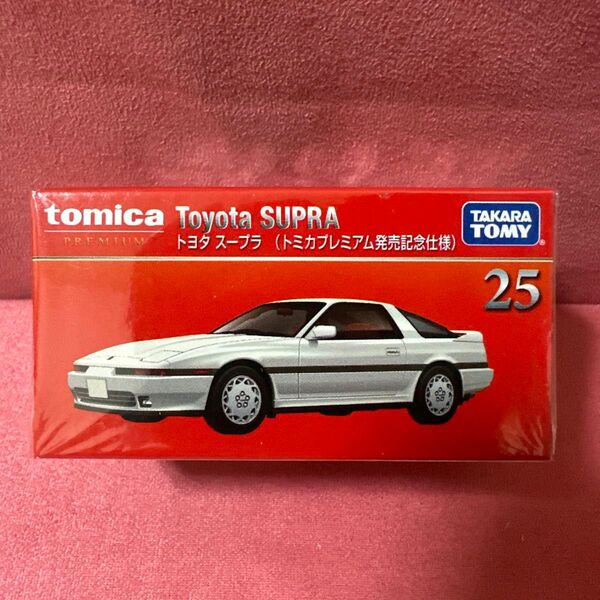 tomica
PREMIUM
Toyota SUPRA
トヨタ スープラ （トミカプレミアム発売記念仕様）
TAKARA
TOMY
25